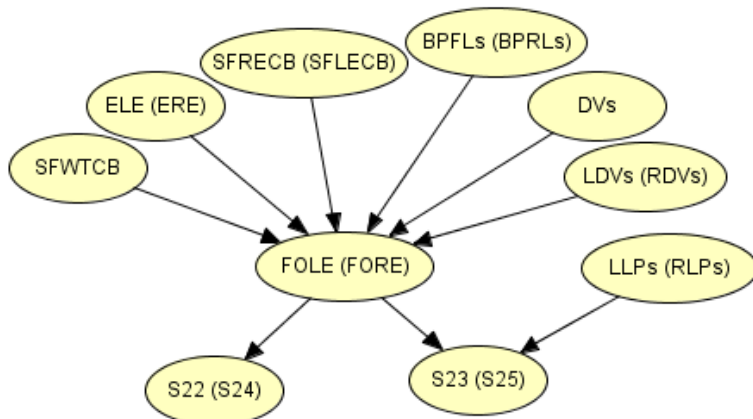 BPFLs (BPRLs)
SFRECB (SFLECB)
ELE (ERE)
DVs
SFWTCB
LDVs (RDVs)
FOLE (FORE)
LLPs (RLPs)
S22 (S24)
S23 (S25)